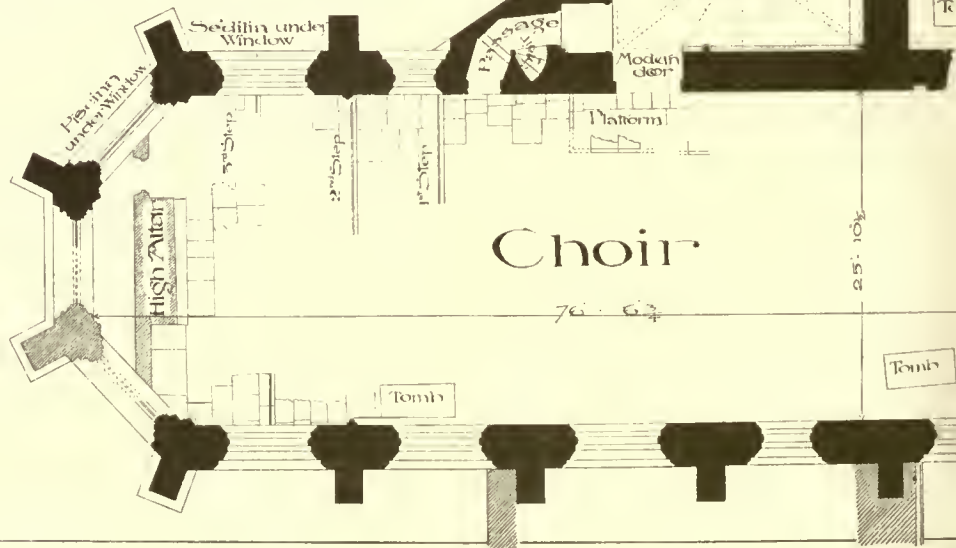 Sedilia under
Window
Passage
To
Modern
door
Piscina
under Window
Platform
3rd Step
2nd Step
1st Step
High Altar
Choir
25' 10½
76 · 6¾
Tomb
Tomb